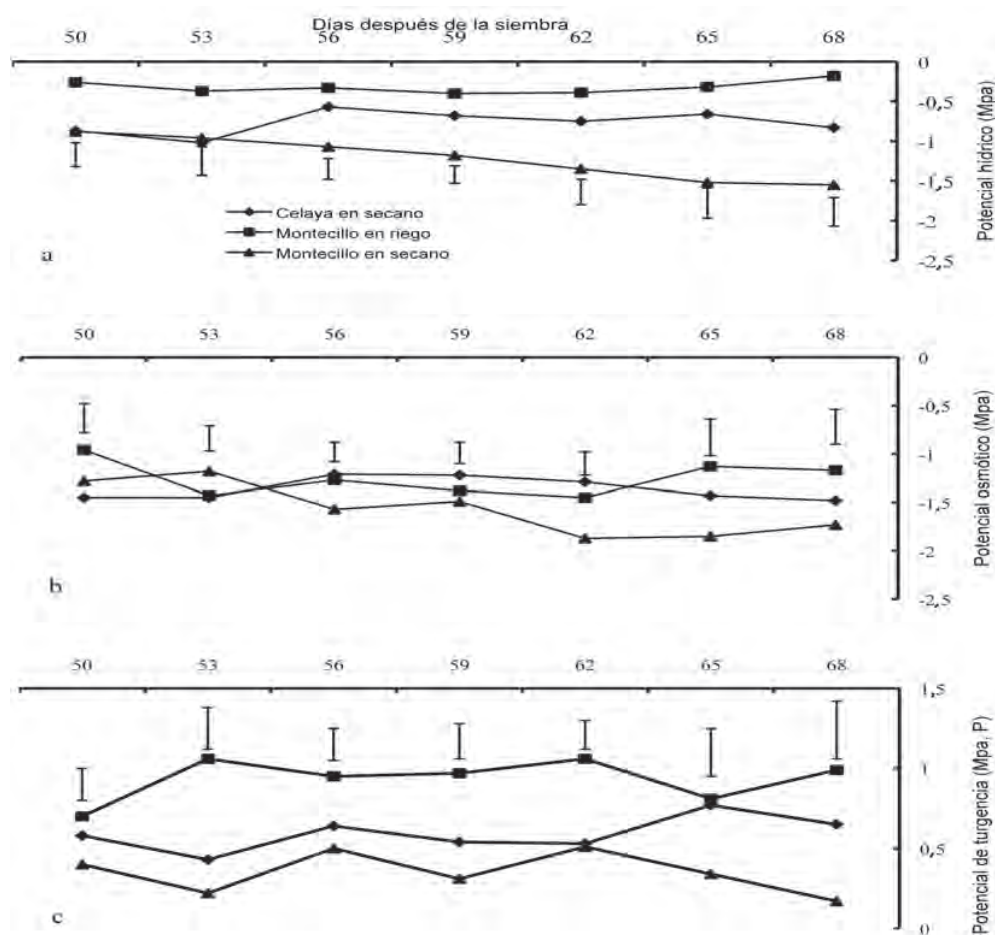 Días después de la siembra
50 53 56 59 62 65 68
0
-0,5
-1
-1,5
-2
-2,5
Potencial hídrico (Mpa)
Celaya en secano
Montecillo en riego
Montecillo en secano
a
50 53 56 59 62 65 68
0
-0,5
-1
-1,5
-2
-2,5
Potencial osmótico (Mpa)
b
50 53 56 59 62 65 68
1,5
1
0,5
0
Potencial de turgencia (Mpa, P)
c